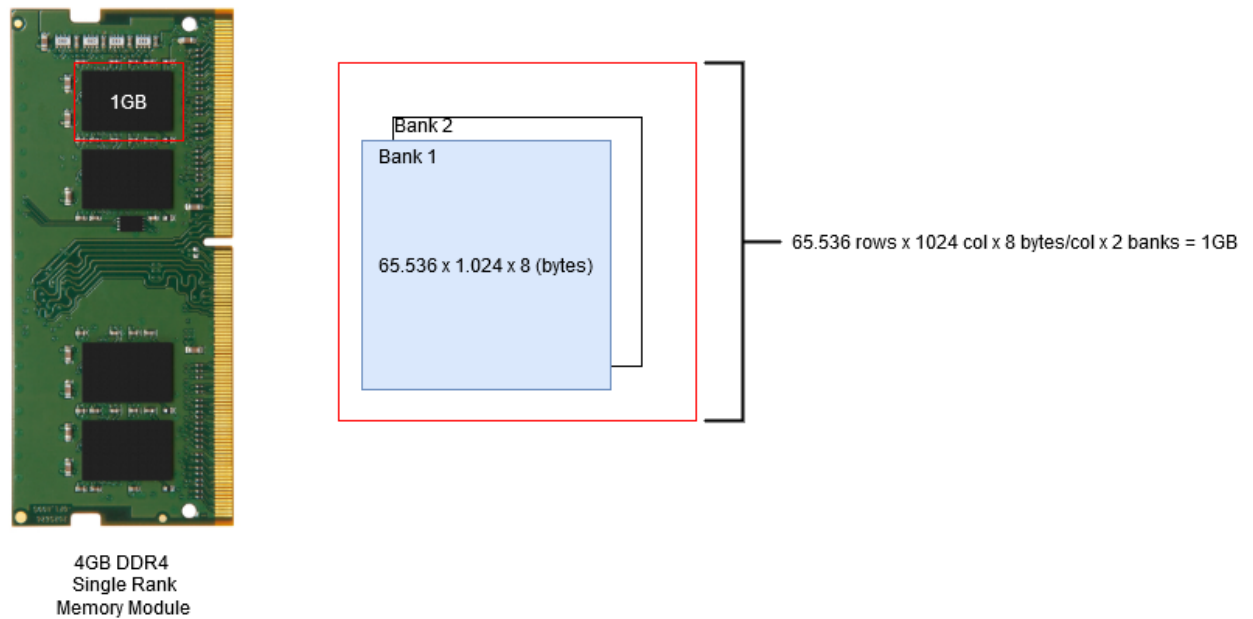 1GB
Bank 2
Bank 1
65.536 x 1.024 x 8 (bytes)
65.536 rows x 1024 col x 8 bytes/col x 2 banks = 1GB
4GB DDR4
Single Rank
Memory Module